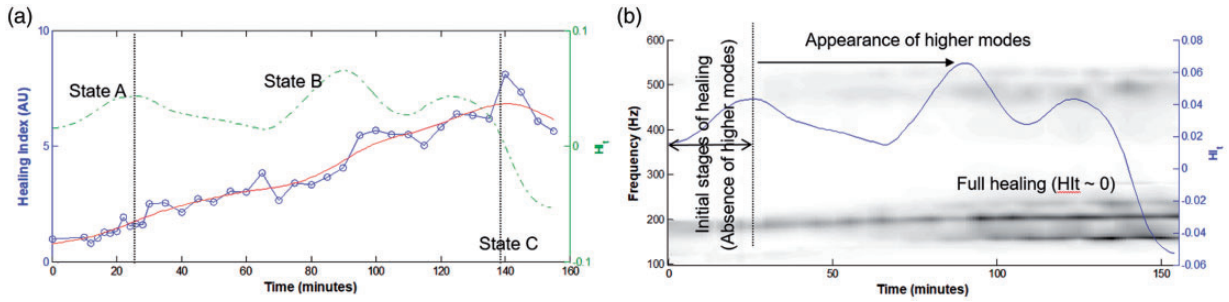 (a)
10
5
0
Healing Index (AU)
State A
State B
State C
0.1
0
-0.1
HIt
0 20 40 60 80 100 120 140 160
Time (minutes)
(b)
600
500
400
300
200
100
Frequency (Hz)
Initial stages of healing
(Absence of higher modes)
Appearance of higher modes
Full healing (HIt ~ 0)
0.08
0.06
0.04
0.02
0
-0.02
-0.04
-0.06
HIt
0 50 100 150
Time (minutes)